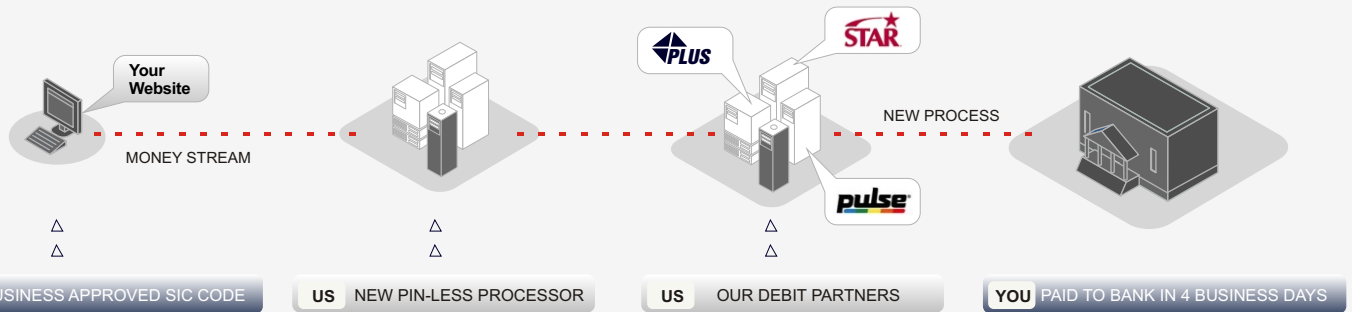 Your
Website
PLUS
STAR
NEW PROCESS
MONEY STREAM
pulse
BUSINESS APPROVED SIC CODE
US NEW PIN-LESS PROCESSOR
US OUR DEBIT PARTNERS
YOU PAID TO BANK IN 4 BUSINESS DAYS